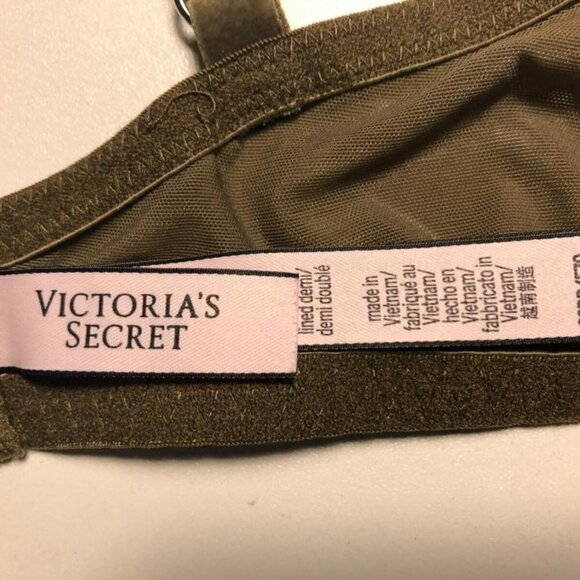 VICTORIA'S
SECRET
lined demi/
demi doublé
made in
Vietnam/
fabriqué au
Vietnam/
hecho en
Vietnam/
fabbricato in
Vietnam/
越南制造